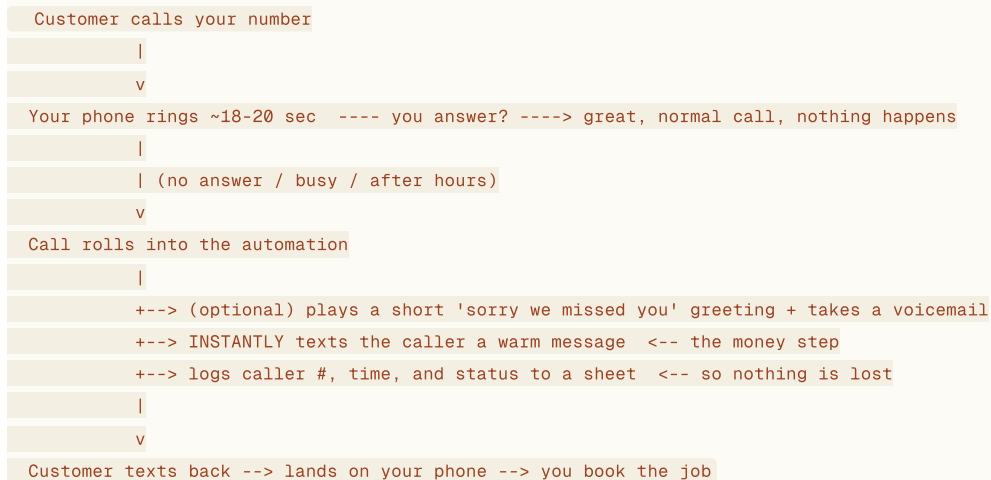 Customer calls your number
|
v
Your phone rings ~18-20 sec  ---- you answer? ----> great, normal call, nothing happens
|
| (no answer / busy / after hours)
v
Call rolls into the automation
|
+--> (optional) plays a short 'sorry we missed you' greeting + takes a voicemail
+--> INSTANTLY texts the caller a warm message  <-- the money step
+--> logs caller #, time, and status to a sheet  <-- so nothing is lost
|
v
Customer texts back --> lands on your phone --> you book the job